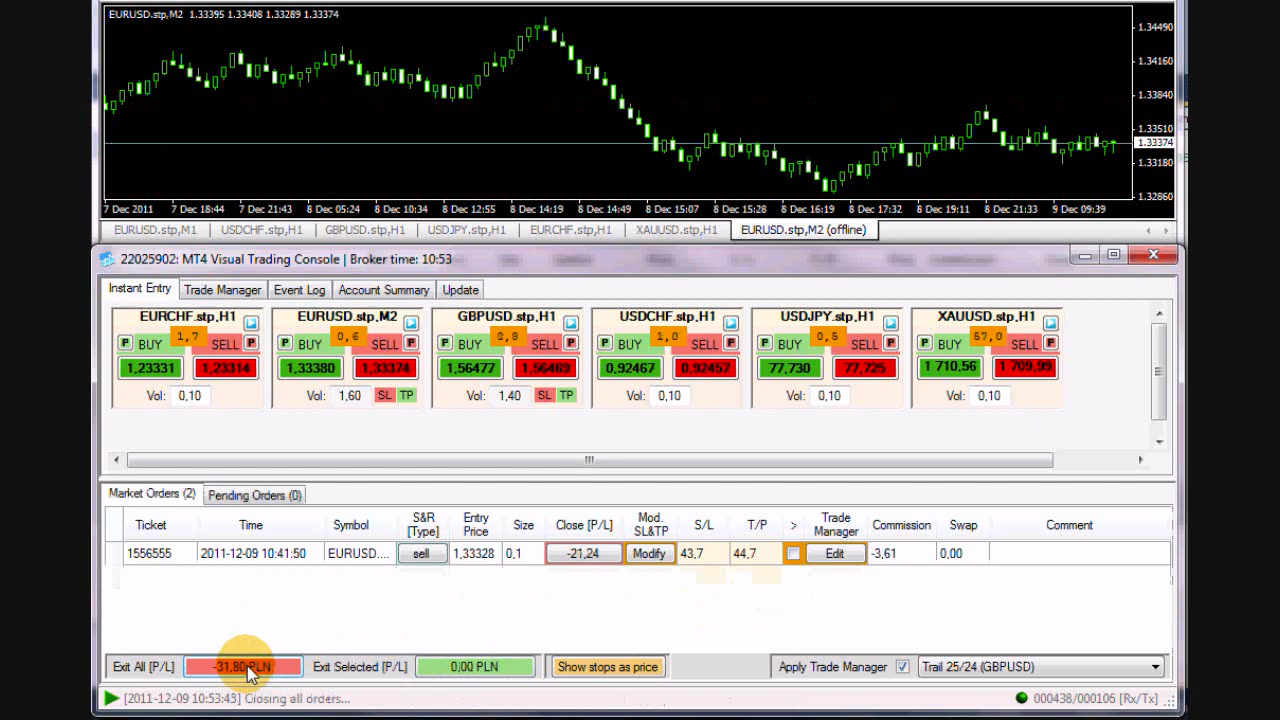 EURUSD.stp,M2 1.33395 1.33408 1.33289 1.33374
1.34490
1.34160
1.33840
1.33510
1.33374
1.33180
1.32860
7 Dec 2011 7 Dec 18:44 7 Dec 21:43 8 Dec 05:24 8 Dec 10:34 8 Dec 12:55 8 Dec 14:19 8 Dec 14:49 8 Dec 15:07 8 Dec 15:28 8 Dec 16:19 8 Dec 17:32 8 Dec 19:11 8 Dec 21:33 9 Dec 09:39
EURUSD.stp,M1 USDCHF.stp,H1 GBPUSD.stp,H1 USDJPY.stp,H1 EURCHF.stp,H1 XAUUSD.stp,H1 EURUSD.stp,M2 (offline)
22025902: MT4 Visual Trading Console | Broker time: 10:53
Instant Entry Trade Manager Event Log Account Summary Update
EURCHF.stp,H1 EURUSD.stp,M2 GBPUSD.stp,H1 USDCHF.stp,H1 USDJPY.stp,H1 XAUUSD.stp,H1
P BUY 1,7 SELL P P BUY 0,6 SELL P P BUY 0,8 SELL P P BUY 1,0 SELL P P BUY 0,5 SELL P P BUY 57,0 SELL P
1,23331 1,23314 1,33380 1,33374 1,56477 1,56469 0,92467 0,92457 77,730 77,725 1 710,56 1 709,99
Vol: 0,10 Vol: 1,60 SL TP Vol: 1,40 SL TP Vol: 0,10 Vol: 0,10 Vol: 0,10
Market Orders (2) Pending Orders (0)
Ticket Time Symbol S&R [Type] Entry Price Size Close [P/L] Mod. SL&TP S/L T/P > Trade Manager Commission Swap Comment
1556555 2011-12-09 10:41:50 EURUSD.... sell 1,33328 0,1 -21,24 Modify 43,7 44,7 Edit -3,61 0,00
Exit All [P/L] -31,80 PLN Exit Selected [P/L] 0,00 PLN Show stops as price Apply Trade Manager Trail 25/24 (GBPUSD)
[2011-12-09 10:53:43] Closing all orders... 000438/000106 [Rx/Tx]